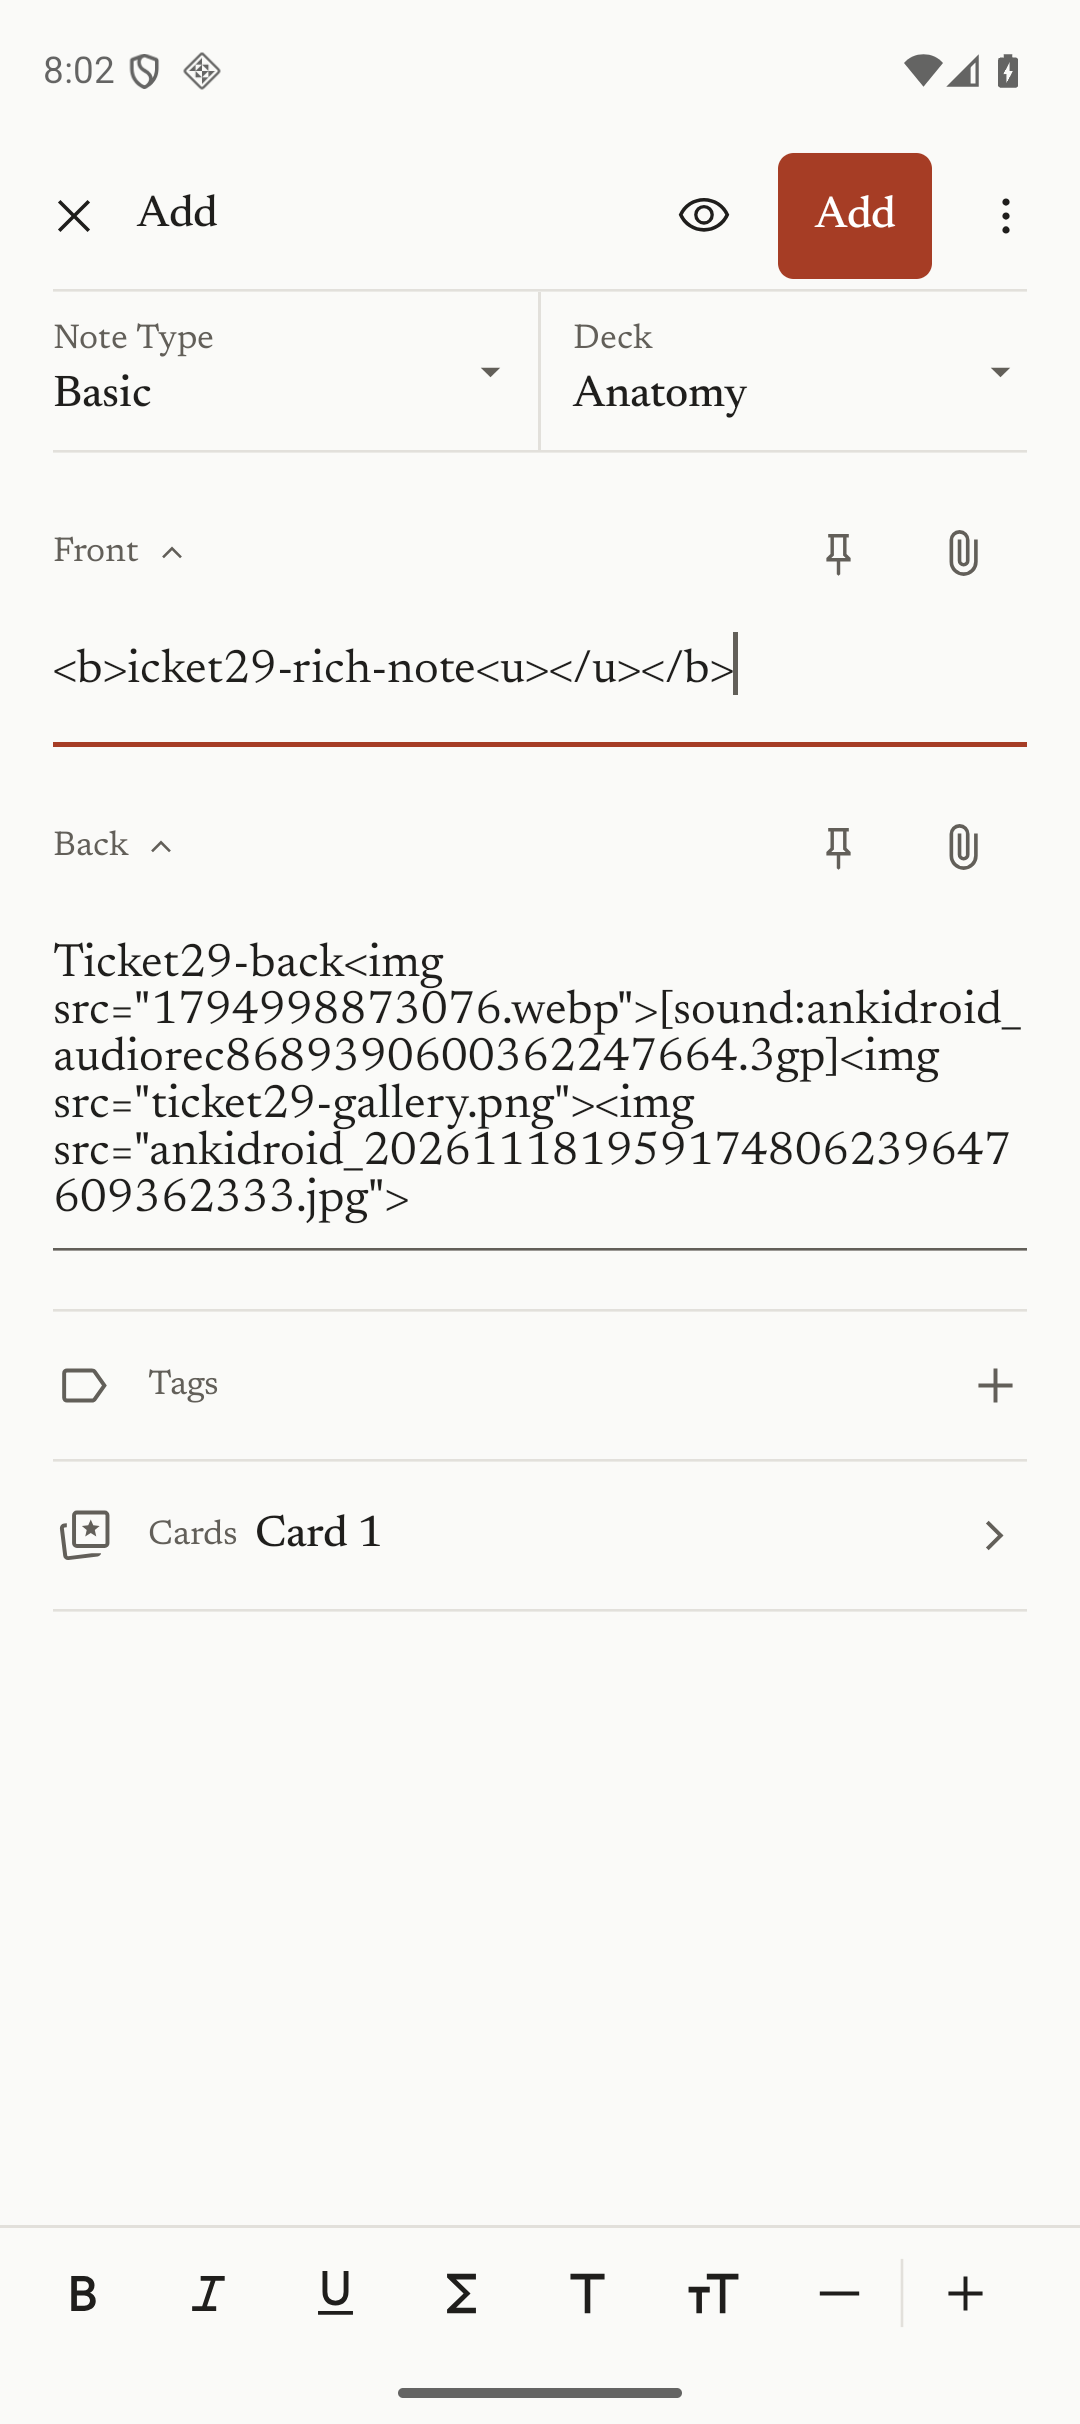 8:02
Add
Add
Note Type
Basic
Deck
Anatomy
Front
<b>icket29-rich-note<u></u></b>
Back
Ticket29-back<img
src="1794998873076.webp">[sound:ankidroid_
audiorec8689390600362247664.3gp]<img
src="ticket29-gallery.png"><img
src="ankidroid_20261118195917480623964​7
609362333.jpg">
Tags
Cards Card 1
B I U Σ T TT